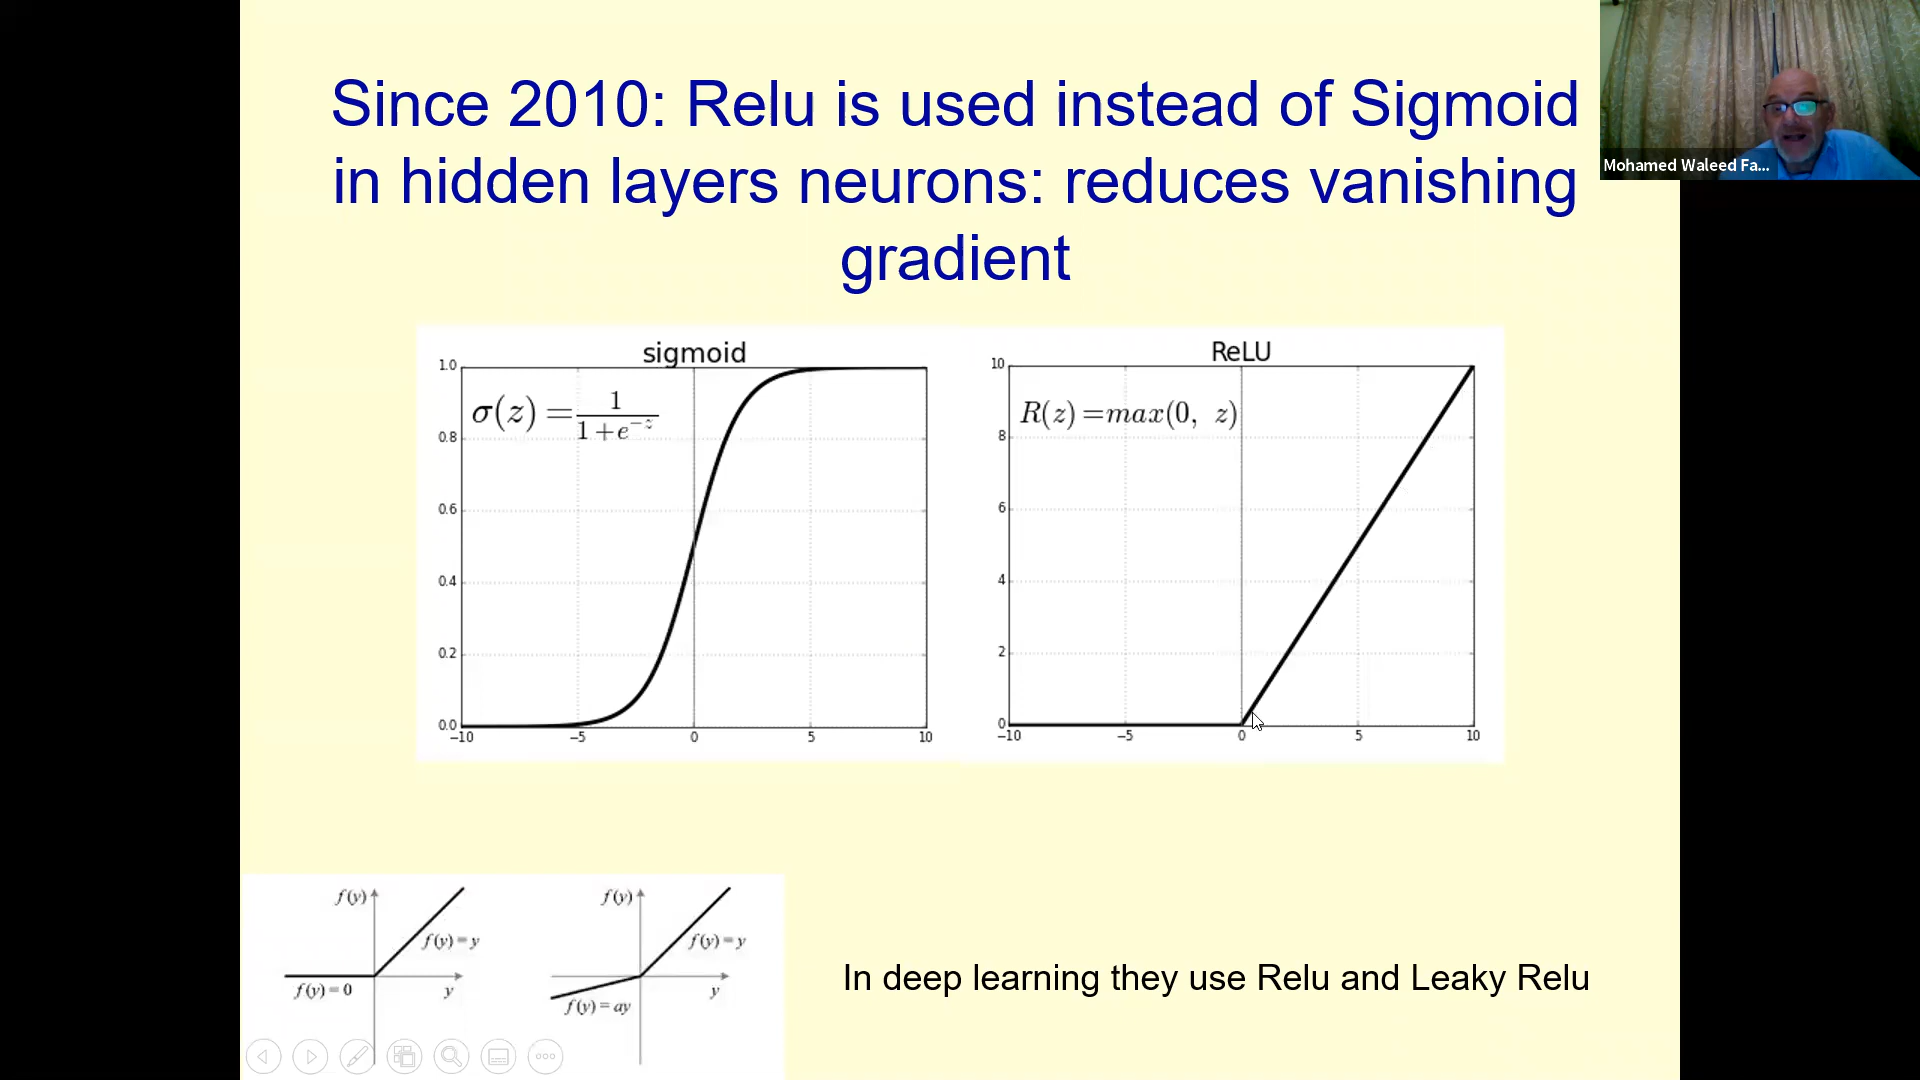 Since 2010: Relu is used instead of Sigmoid
in hidden layers neurons: reduces vanishing
gradient
Mohamed Waleed Fa...
sigmoid
σ(z) = 1 / (1+e^{-z})
1.0
0.8
0.6
0.4
0.2
0.0
−10 −5 0 5 10
ReLU
R(z) = max(0, z)
10
8
6
4
2
0
−10 −5 0 5 10
f(y)
f(y) = y
f(y) = 0
y
f(y)
f(y) = y
f(y) = ay
y
In deep learning they use Relu and Leaky Relu